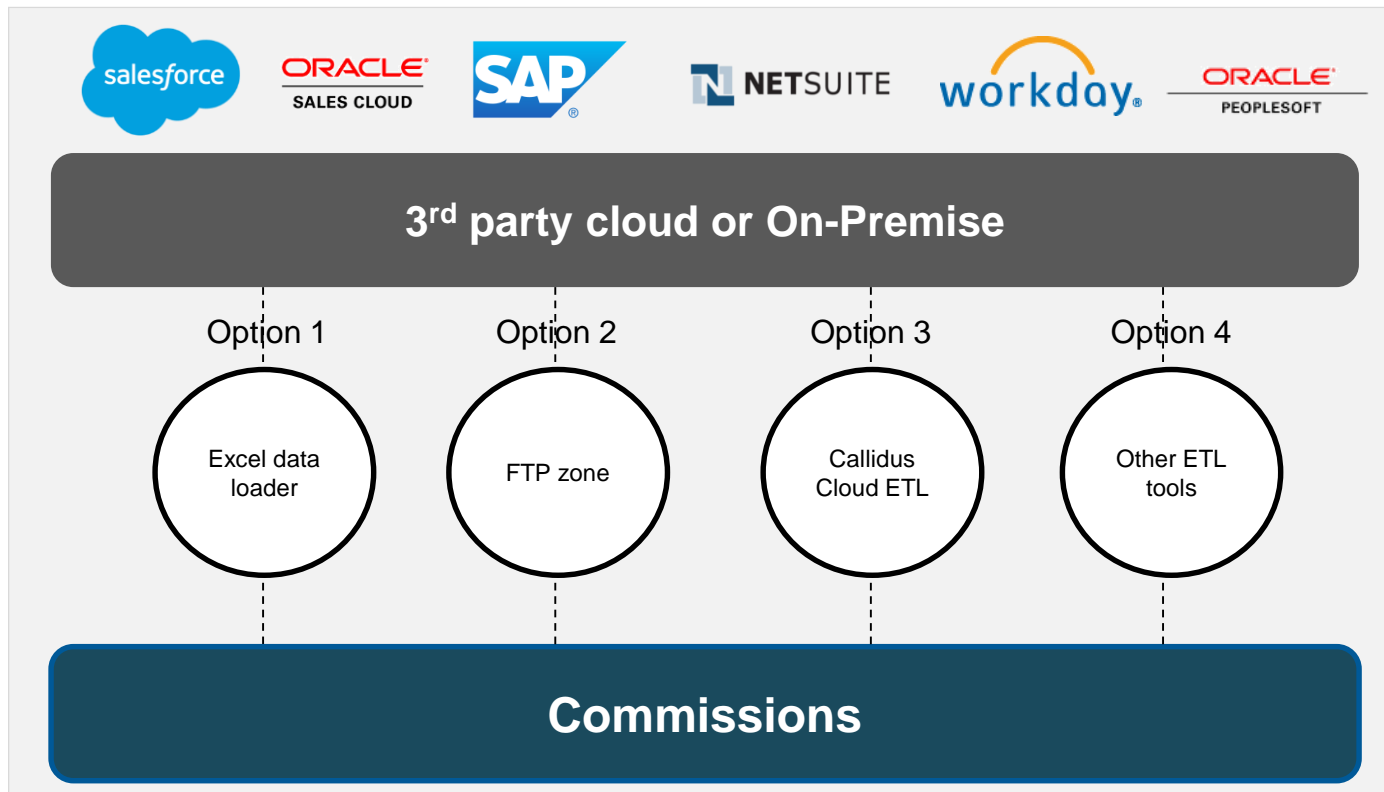 salesforce
ORACLE®
SALES CLOUD
SAP®
N NETSUITE
workday®
ORACLE®
PEOPLESOFT
3rd party cloud or On-Premise
Option 1
Option 2
Option 3
Option 4
Excel data
loader
FTP zone
Callidus
Cloud ETL
Other ETL
tools
Commissions